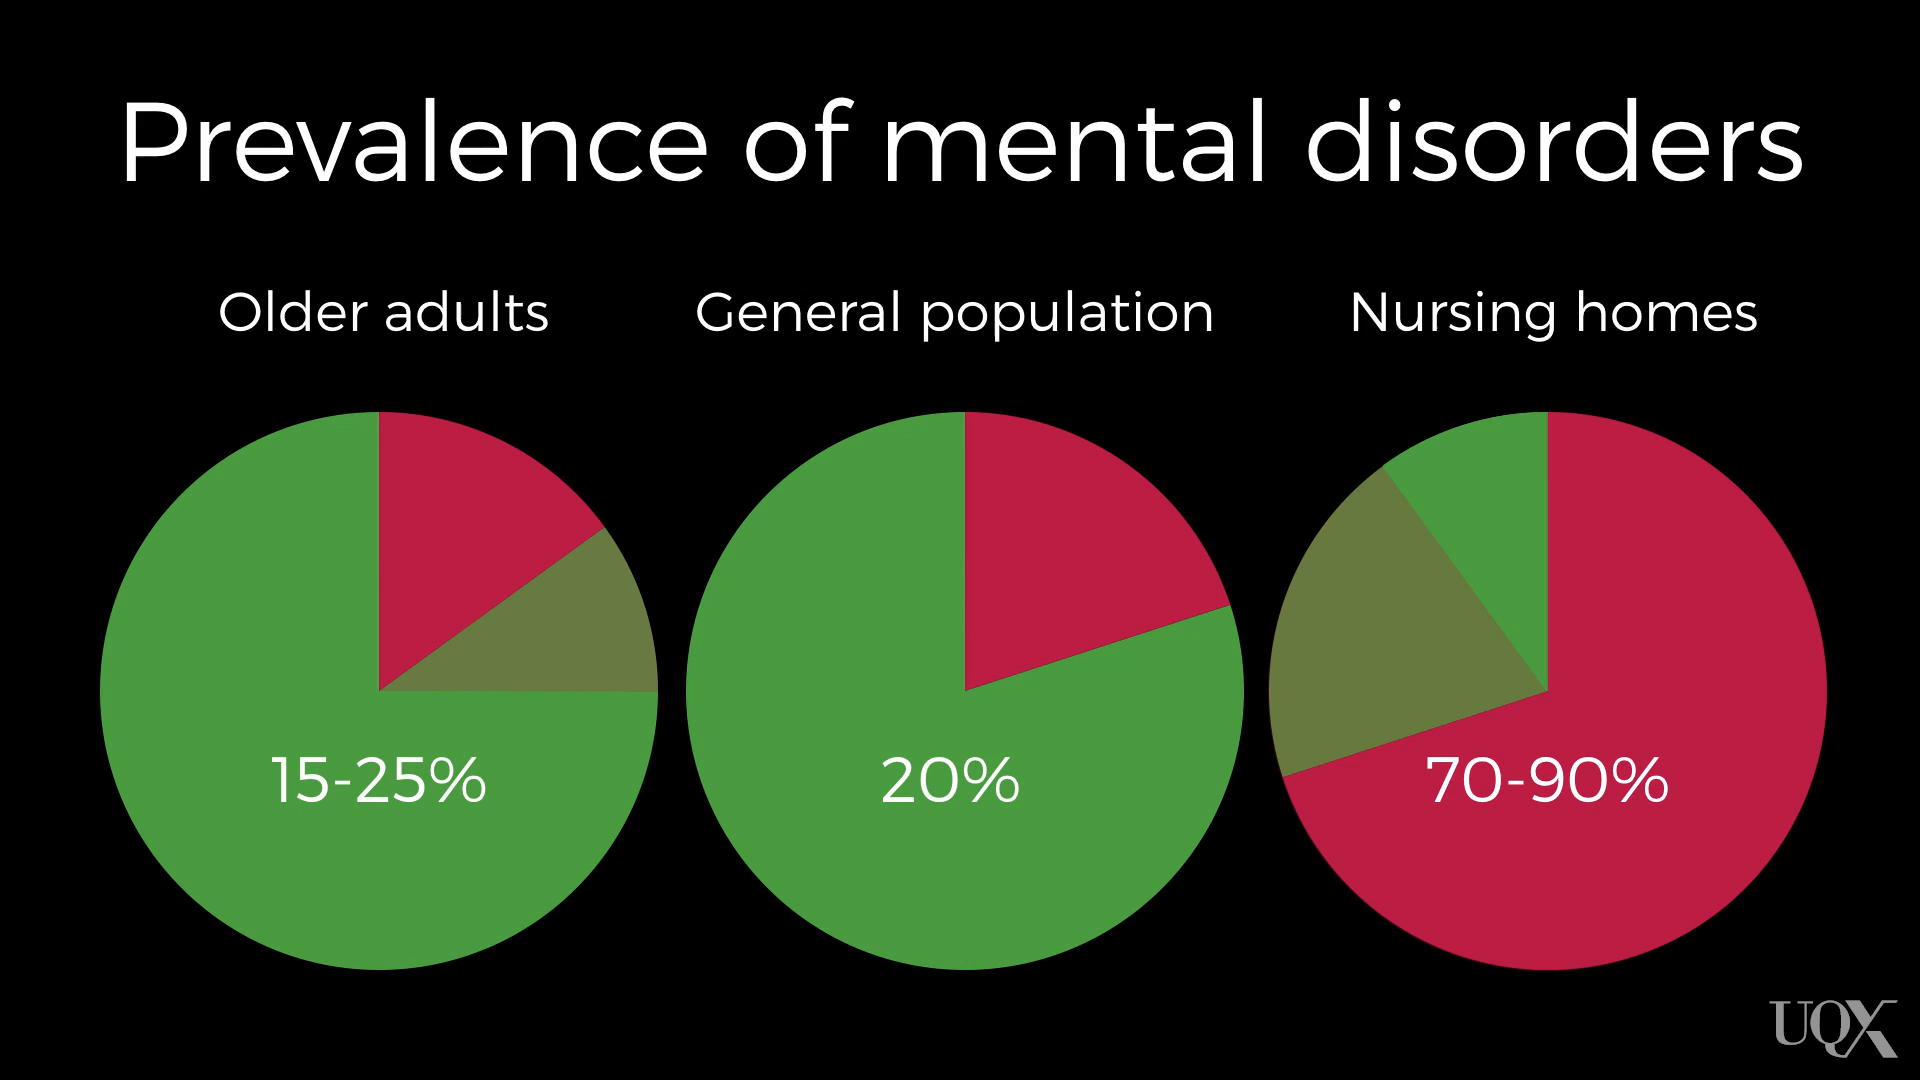 Prevalence of mental disorders
Older adults
General population
Nursing homes
15-25%
20%
70-90%
UQX